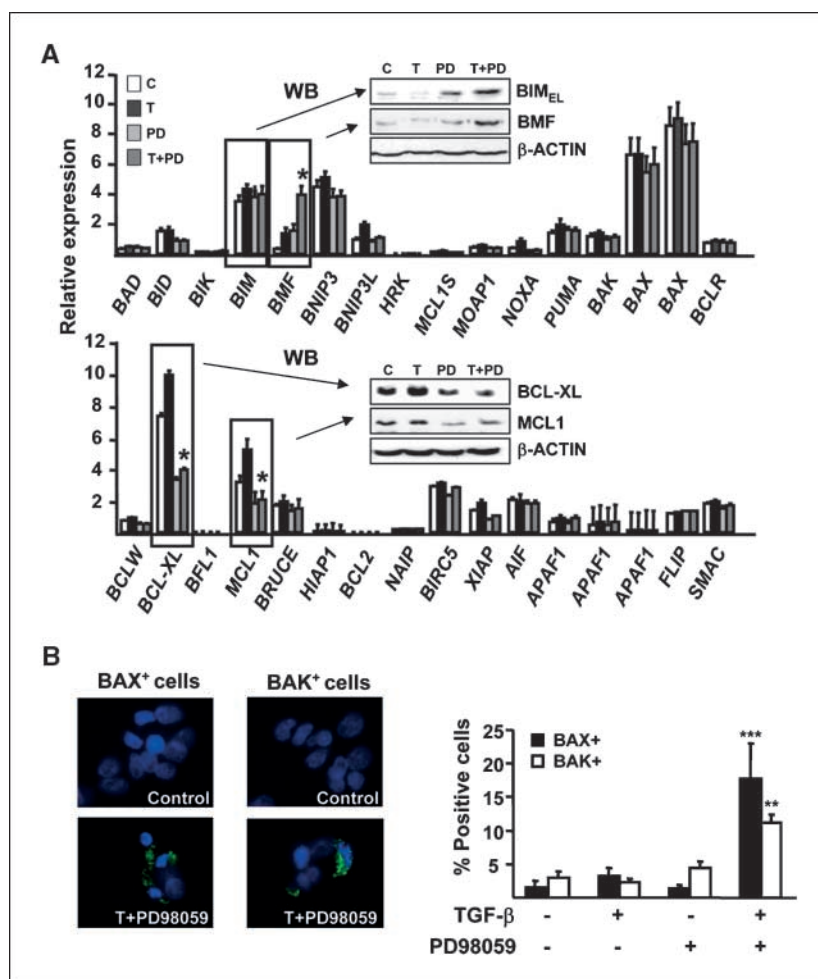 A
Relative expression
12
10
8
6
4
2
C
T
PD
T+PD
WB
C T PD T+PD
BIM_EL
BMF
β-ACTIN
*
BAD BID BIK BIM BMF BNIP3 BNIP3L HRK MCL1S MOAP1 NOXA PUMA BAK BAX BAX BCLR
12
10
8
6
4
2
WB
C T PD T+PD
BCL-XL
MCL1
β-ACTIN
* *
BCLW BCL-XL BFL1 MCL1 BRUCE HIAP1 BCL2 NAIP BIRC5 XIAP AIF APAF1 APAF1 APAF1 FLIP SMAC
B
BAX⁺ cells BAK⁺ cells
Control Control
T+PD98059 T+PD98059
% Positive cells
25
20
15
10
5
BAX+
BAK+
***
**
TGF-β - + - +
PD98059 - - + +